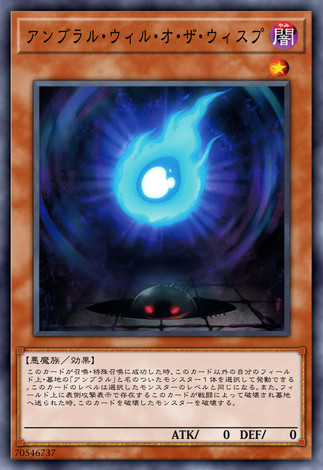 アンブラル・ウィル・オ・ザ・ウィスプ
やみ
闇
【悪魔族／効果】
このカードが召喚・特殊召喚に成功した時、このカード以外の自分のフィール
ド上・墓地の「アンブラル」と名のついたモンスター１体を選択して発動できる。
このカードのレベルは選択したモンスターのレベルと同じになる。また、フィ
ールド上に表側攻撃表示で存在するこのカードが戦闘によって破壊され墓地
へ送られた時、このカードを破壊したモンスターを破壊する。
ATK/ 0 DEF/ 0
70546737